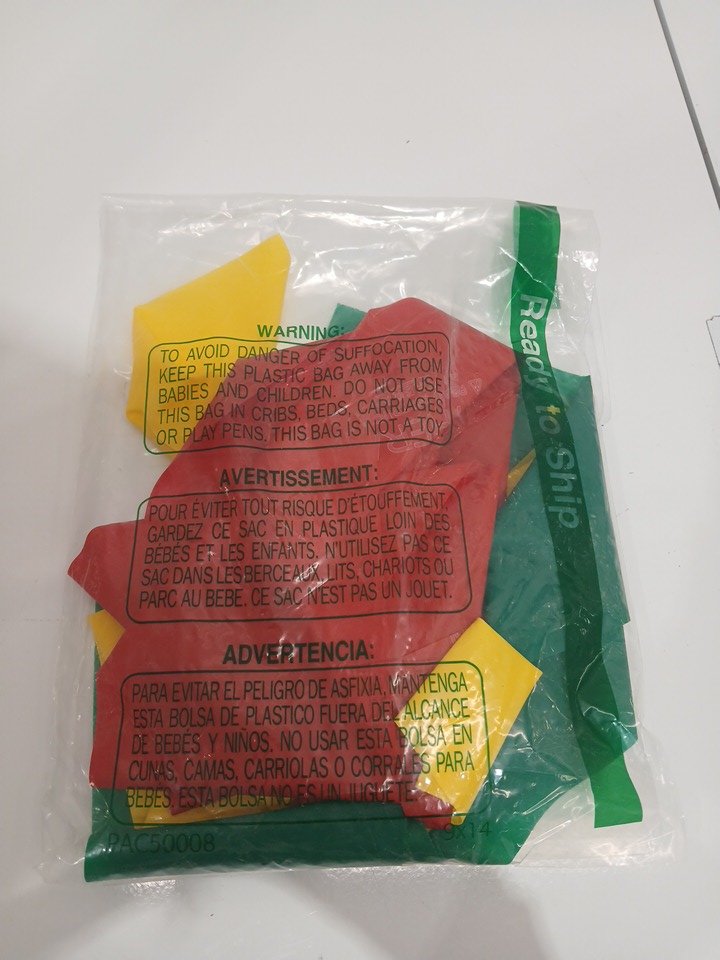 WARNING:
TO AVOID DANGER OF SUFFOCATION,
KEEP THIS PLASTIC BAG AWAY FROM
BABIES AND CHILDREN. DO NOT USE
THIS BAG IN CRIBS, BEDS, CARRIAGES
OR PLAY PENS. THIS BAG IS NOT A TOY.
AVERTISSEMENT:
POUR ÉVITER TOUT RISQUE D'ÉTOUFFEMENT,
GARDEZ CE SAC EN PLASTIQUE LOIN DES
BÉBÉS ET LES ENFANTS. N'UTILISEZ PAS CE
SAC DANS LES BERCEAUX, LITS, CHARIOTS OU
PARC AU BEBE. CE SAC N'EST PAS UN JOUET.
ADVERTENCIA:
PARA EVITAR EL PELIGRO DE ASFIXIA, MANTENGA
ESTA BOLSA DE PLASTICO FUERA DEL ALCANCE
DE BEBÉS Y NIÑOS. NO USAR ESTA BOLSA EN
CUNAS, CAMAS, CARRIOLAS O CORRALES PARA
BEBES. ESTA BOLSA NO ES UN JUGUETE.
PAC50008
9x14
Ready to Ship